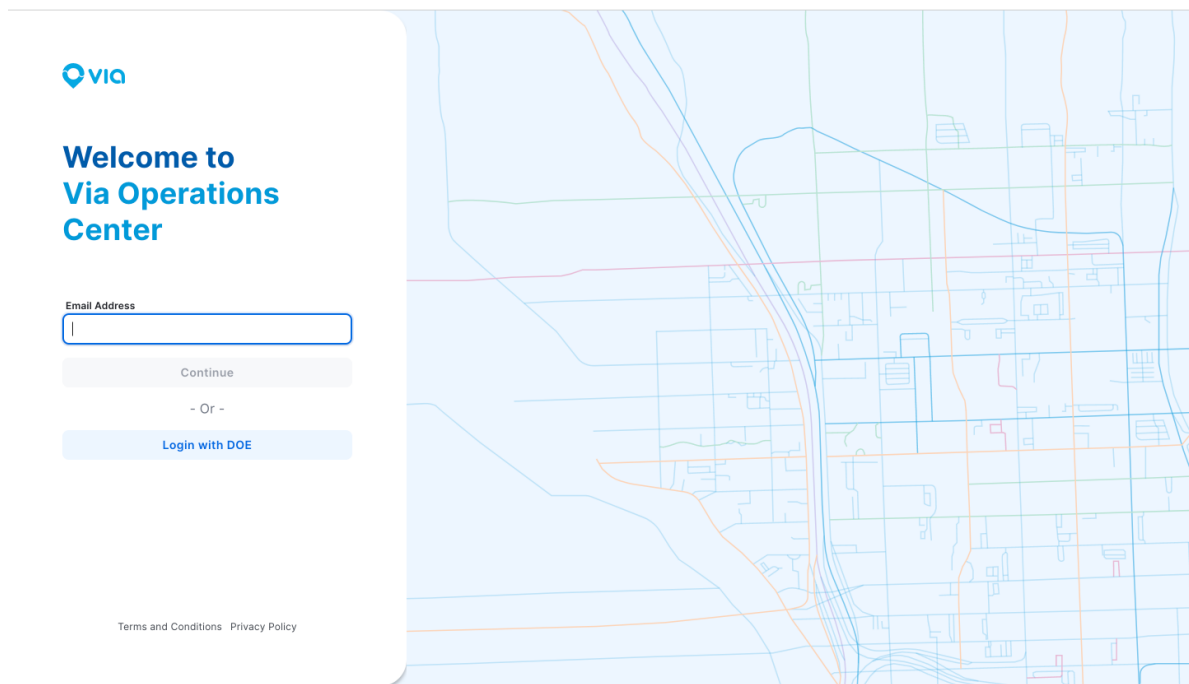 via
Welcome to
Via Operations
Center
Email Address
Continue
- Or -
Login with DOE
Terms and Conditions Privacy Policy